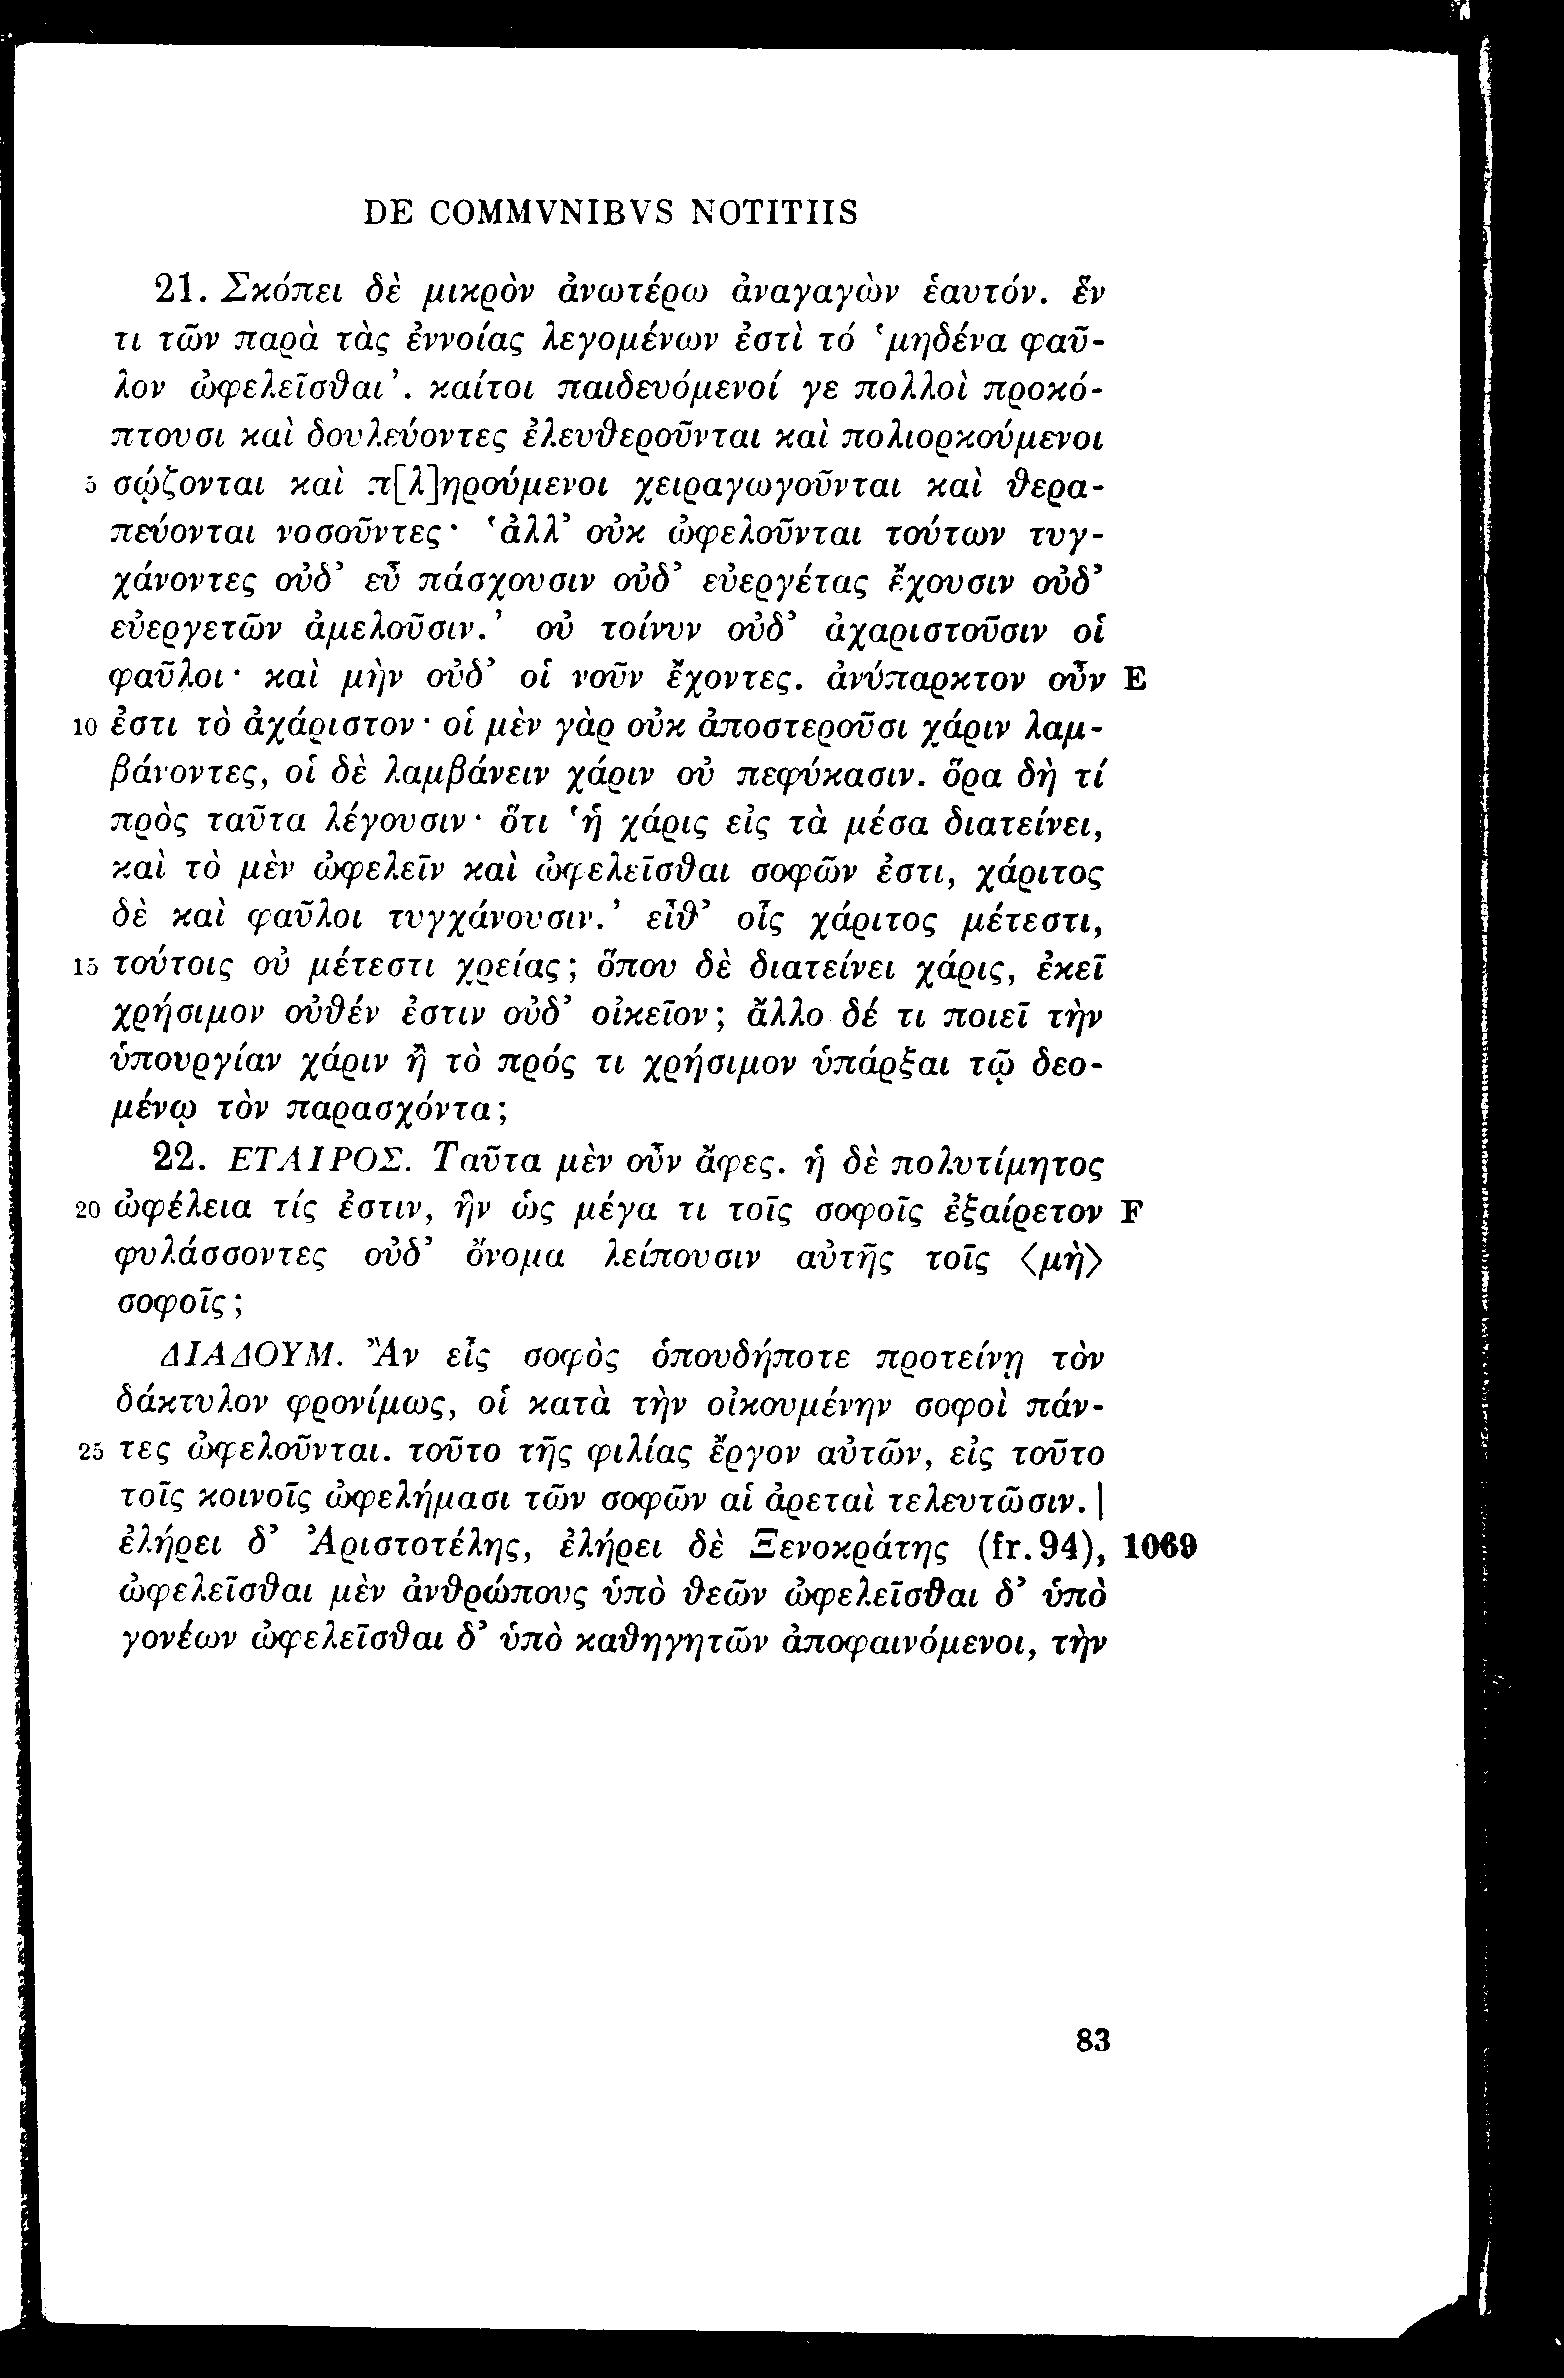 DE COMMVNIBVS NOTITIIS
21. Σκόπει δὲ μικρὸν ἀνωτέρω ἀναγαγὼν ἑαυτόν. ἕν
τι τῶν παρὰ τὰς ἐννοίας λεγομένων ἐστὶ τό ‘μηδένα φαῦ-
λον ὠφελεῖσθαι’. καίτοι παιδευόμενοί γε πολλοὶ προκό-
πτουσι καὶ δουλεύοντες ἐλευθεροῦνται καὶ πολιορκούμενοι
5 σῴζονται καὶ π[λ]ηρούμενοι χειραγωγοῦνται καὶ θερα-
πεύονται νοσοῦντες· ‘ἀλλ’ οὐκ ὠφελοῦνται τούτων τυγ-
χάνοντες οὐδ’ εὖ πάσχουσιν οὐδ’ εὐεργέτας ἔχουσιν οὐδ’
εὐεργετῶν ἀμελοῦσιν.’ οὐ τοίνυν οὐδ’ ἀχαριστοῦσιν οἱ
φαῦλοι· καὶ μὴν οὐδ’ οἱ νοῦν ἔχοντες. ἀνύπαρκτον οὖν E
10 ἐστι τὸ ἀχάριστον· οἱ μὲν γὰρ οὐκ ἀποστεροῦσι χάριν λαμ-
βάνοντες, οἱ δὲ λαμβάνειν χάριν οὐ πεφύκασιν. ὅρα δὴ τί
πρὸς ταῦτα λέγουσιν· ὅτι ‘ἡ χάρις εἰς τὰ μέσα διατείνει,
καὶ τὸ μὲν ὠφελεῖν καὶ ὠφελεῖσθαι σοφῶν ἐστι, χάριτος
δὲ καὶ φαῦλοι τυγχάνουσιν.’ εἶθ’ οἷς χάριτος μέτεστι,
15 τούτοις οὐ μέτεστι χρείας; ὅπου δὲ διατείνει χάρις, ἐκεῖ
χρήσιμον οὐθέν ἐστιν οὐδ’ οἰκεῖον; ἄλλο δέ τι ποιεῖ τὴν
ὑπουργίαν χάριν ἢ τὸ πρός τι χρήσιμον ὑπάρξαι τῷ δεο-
μένῳ τὸν παρασχόντα;
22. ΕΤΑΙΡΟΣ. Ταῦτα μὲν οὖν ἄφες. ἡ δὲ πολυτίμητος
20 ὠφέλεια τίς ἐστιν, ἣν ὡς μέγα τι τοῖς σοφοῖς ἐξαίρετον F
φυλάσσοντες οὐδ’ ὄνομα λείπουσιν αὐτῆς τοῖς ⟨μὴ⟩
σοφοῖς;
ΔΙΑΔΟΥΜ. Ἂν εἷς σοφὸς ὁπουδήποτε προτείνῃ τὸν
δάκτυλον φρονίμως, οἱ κατὰ τὴν οἰκουμένην σοφοὶ πάν-
25 τες ὠφελοῦνται. τοῦτο τῆς φιλίας ἔργον αὐτῶν, εἰς τοῦτο
τοῖς κοινοῖς ὠφελήμασι τῶν σοφῶν αἱ ἀρεταὶ τελευτῶσιν. |
ἐλήρει δ’ Ἀριστοτέλης, ἐλήρει δὲ Ξενοκράτης (fr. 94), 1069
ὠφελεῖσθαι μὲν ἀνθρώπους ὑπὸ θεῶν ὠφελεῖσθαι δ’ ὑπὸ
γονέων ὠφελεῖσθαι δ’ ὑπὸ καθηγητῶν ἀποφαινόμενοι, τὴν
83